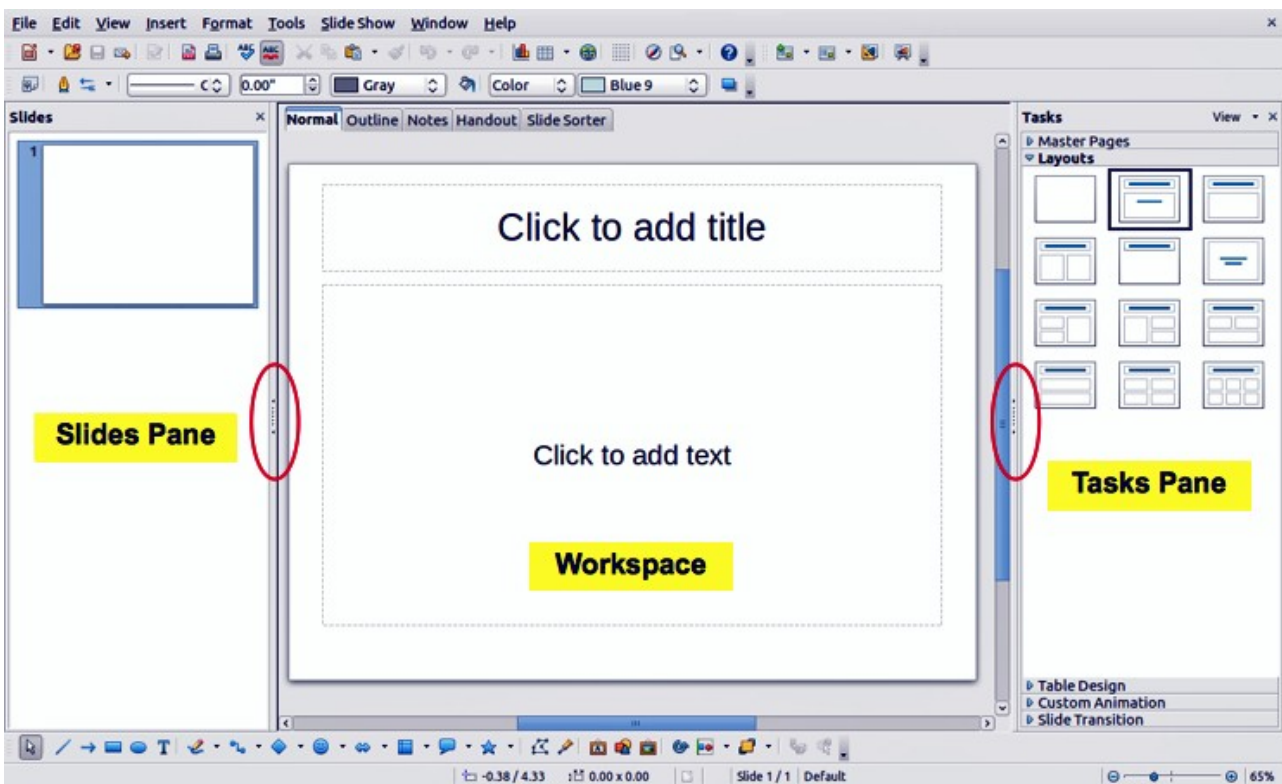 File Edit View Insert Format Tools Slide Show Window Help
0.00" Gray Color Blue 9
Slides
Normal Outline Notes Handout Slide Sorter
Tasks View
1
Master Pages
Layouts
Click to add title
Slides Pane
Click to add text
Tasks Pane
Workspace
Table Design
Custom Animation
Slide Transition
-0.38 / 4.33 0.00 x 0.00 Slide 1 / 1 Default 65%